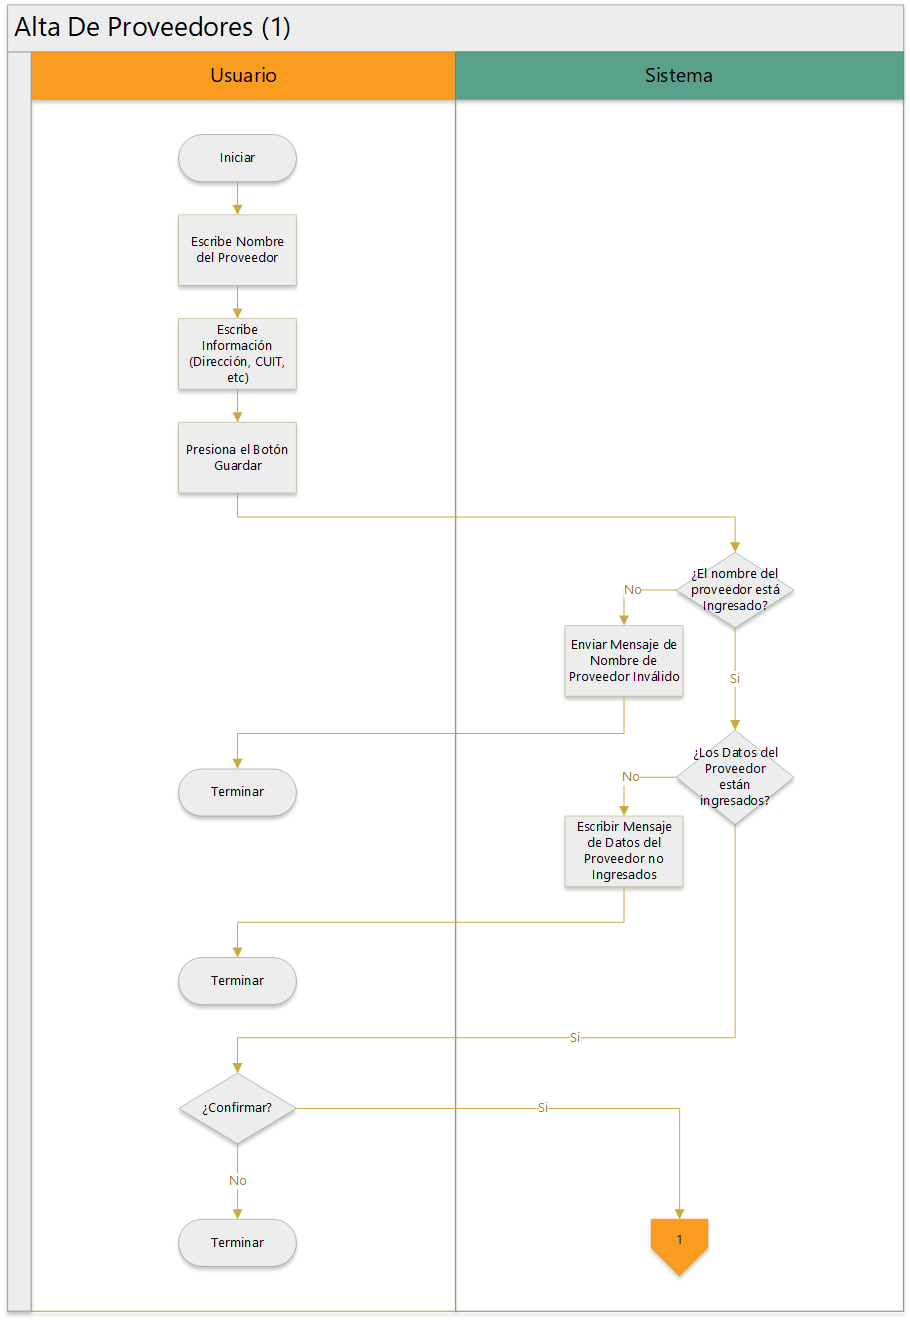 Alta De Proveedores (1)
Usuario
Sistema
Iniciar
Escribe Nombre
del Proveedor
Escribe
Información
(Dirección, CUIT,
etc)
Presiona el Botón
Guardar
¿El nombre del
proveedor está
Ingresado?
No
Enviar Mensaje de
Nombre de
Proveedor Inválido
Si
Terminar
¿Los Datos del
Proveedor
están
ingresados?
No
Escribir Mensaje
de Datos del
Proveedor no
Ingresados
Terminar
Si
¿Confirmar?
Si
No
Terminar
1